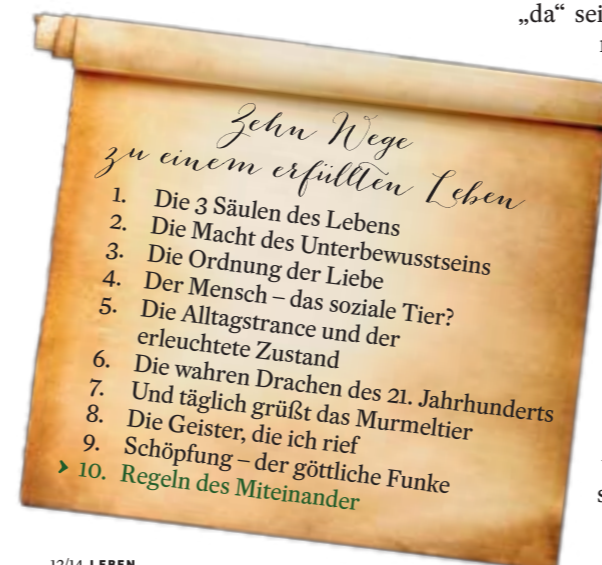 „da“ sei
Zehn Wege
zu einem erfüllten Leben
1. Die 3 Säulen des Lebens
2. Die Macht des Unterbewusstseins
3. Die Ordnung der Liebe
4. Der Mensch – das soziale Tier?
5. Die Alltagstrance und der
erleuchtete Zustand
6. Die wahren Drachen des 21. Jahrhunderts
7. Und täglich grüßt das Murmeltier
8. Die Geister, die ich rief
9. Schöpfung – der göttliche Funke
> 10. Regeln des Miteinander
12/14 LEBEN